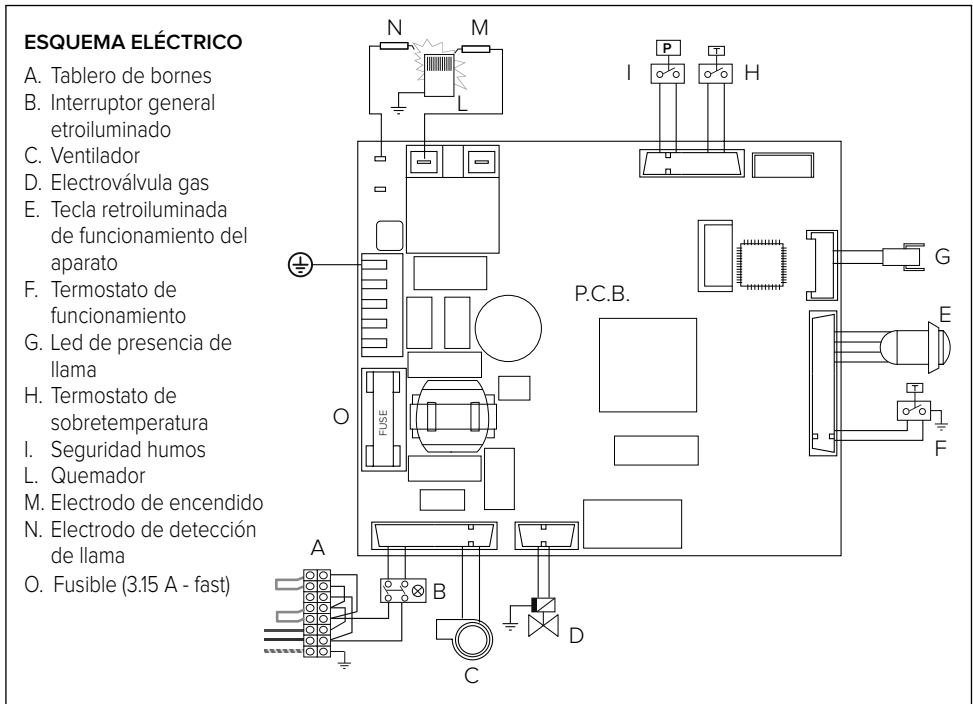 ESQUEMA ELÉCTRICO
A. Tablero de bornes
B. Interruptor general
etroiluminado
C. Ventilador
D. Electroválvula gas
E. Tecla retroiluminada
de funcionamiento del
aparato
F. Termostato de
funcionamiento
G. Led de presencia de
llama
H. Termostato de
sobretemperatura
I. Seguridad humos
L. Quemador
M. Electrodo de encendido
N. Electrodo de detección
de llama
O. Fusible (3.15 A - fast)
N
M
L
P
T
I
H
G
P.C.B.
E
T
F
O
FUSE
A
B
C
D